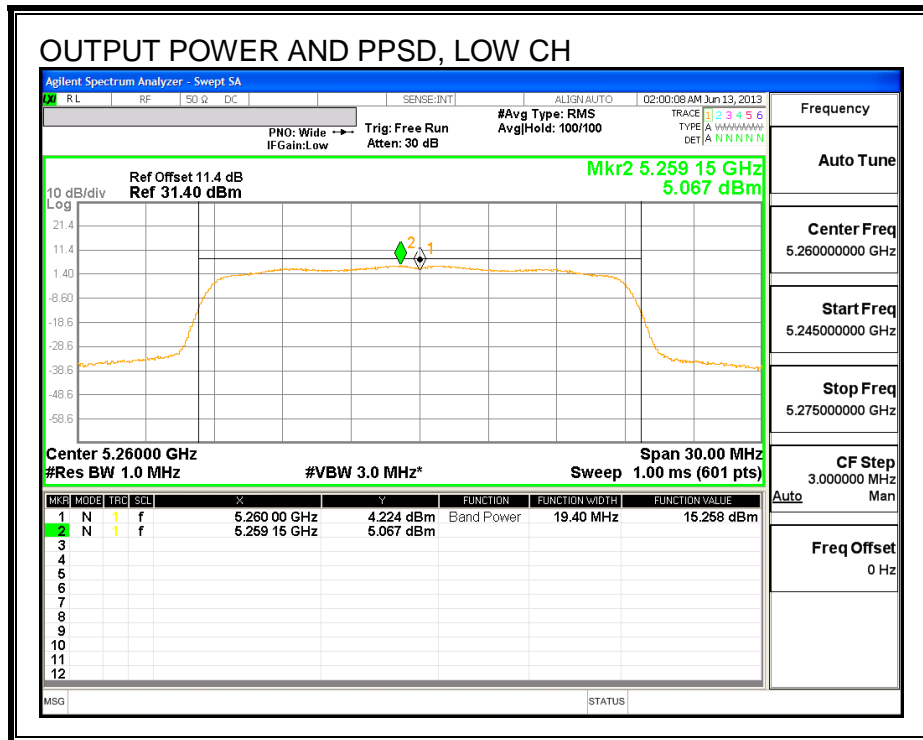 OUTPUT POWER AND PPSD, LOW CH
Agilent Spectrum Analyzer - Swept SA
LXI RL RF 50 Ω DC SENSE:INT ALIGN AUTO 02:00:08 AM Jun 13, 2013
#Avg Type: RMS TRACE 1 2 3 4 5 6
PNO: Wide Trig: Free Run Avg|Hold: 100/100 TYPE A WWWWW
IFGain:Low Atten: 30 dB DET A N N N N N
Frequency
Mkr2 5.259 15 GHz
Ref Offset 11.4 dB
10 dB/div Ref 31.40 dBm 5.067 dBm
Log
21.4
11.4
1.40
-8.60
-18.6
-28.6
-38.6
-48.6
-58.6
2 1
Center 5.26000 GHz Span 30.00 MHz
#Res BW 1.0 MHz #VBW 3.0 MHz* Sweep 1.00 ms (601 pts)
MKR MODE TRC SCL X Y FUNCTION FUNCTION WIDTH FUNCTION VALUE
1 N 1 f 5.260 00 GHz 4.224 dBm Band Power 19.40 MHz 15.258 dBm
2 N 1 f 5.259 15 GHz 5.067 dBm
3
4
5
6
7
8
9
10
11
12
MSG STATUS
Auto Tune
Center Freq
5.260000000 GHz
Start Freq
5.245000000 GHz
Stop Freq
5.275000000 GHz
CF Step
3.000000 MHz
Auto Man
Freq Offset
0 Hz